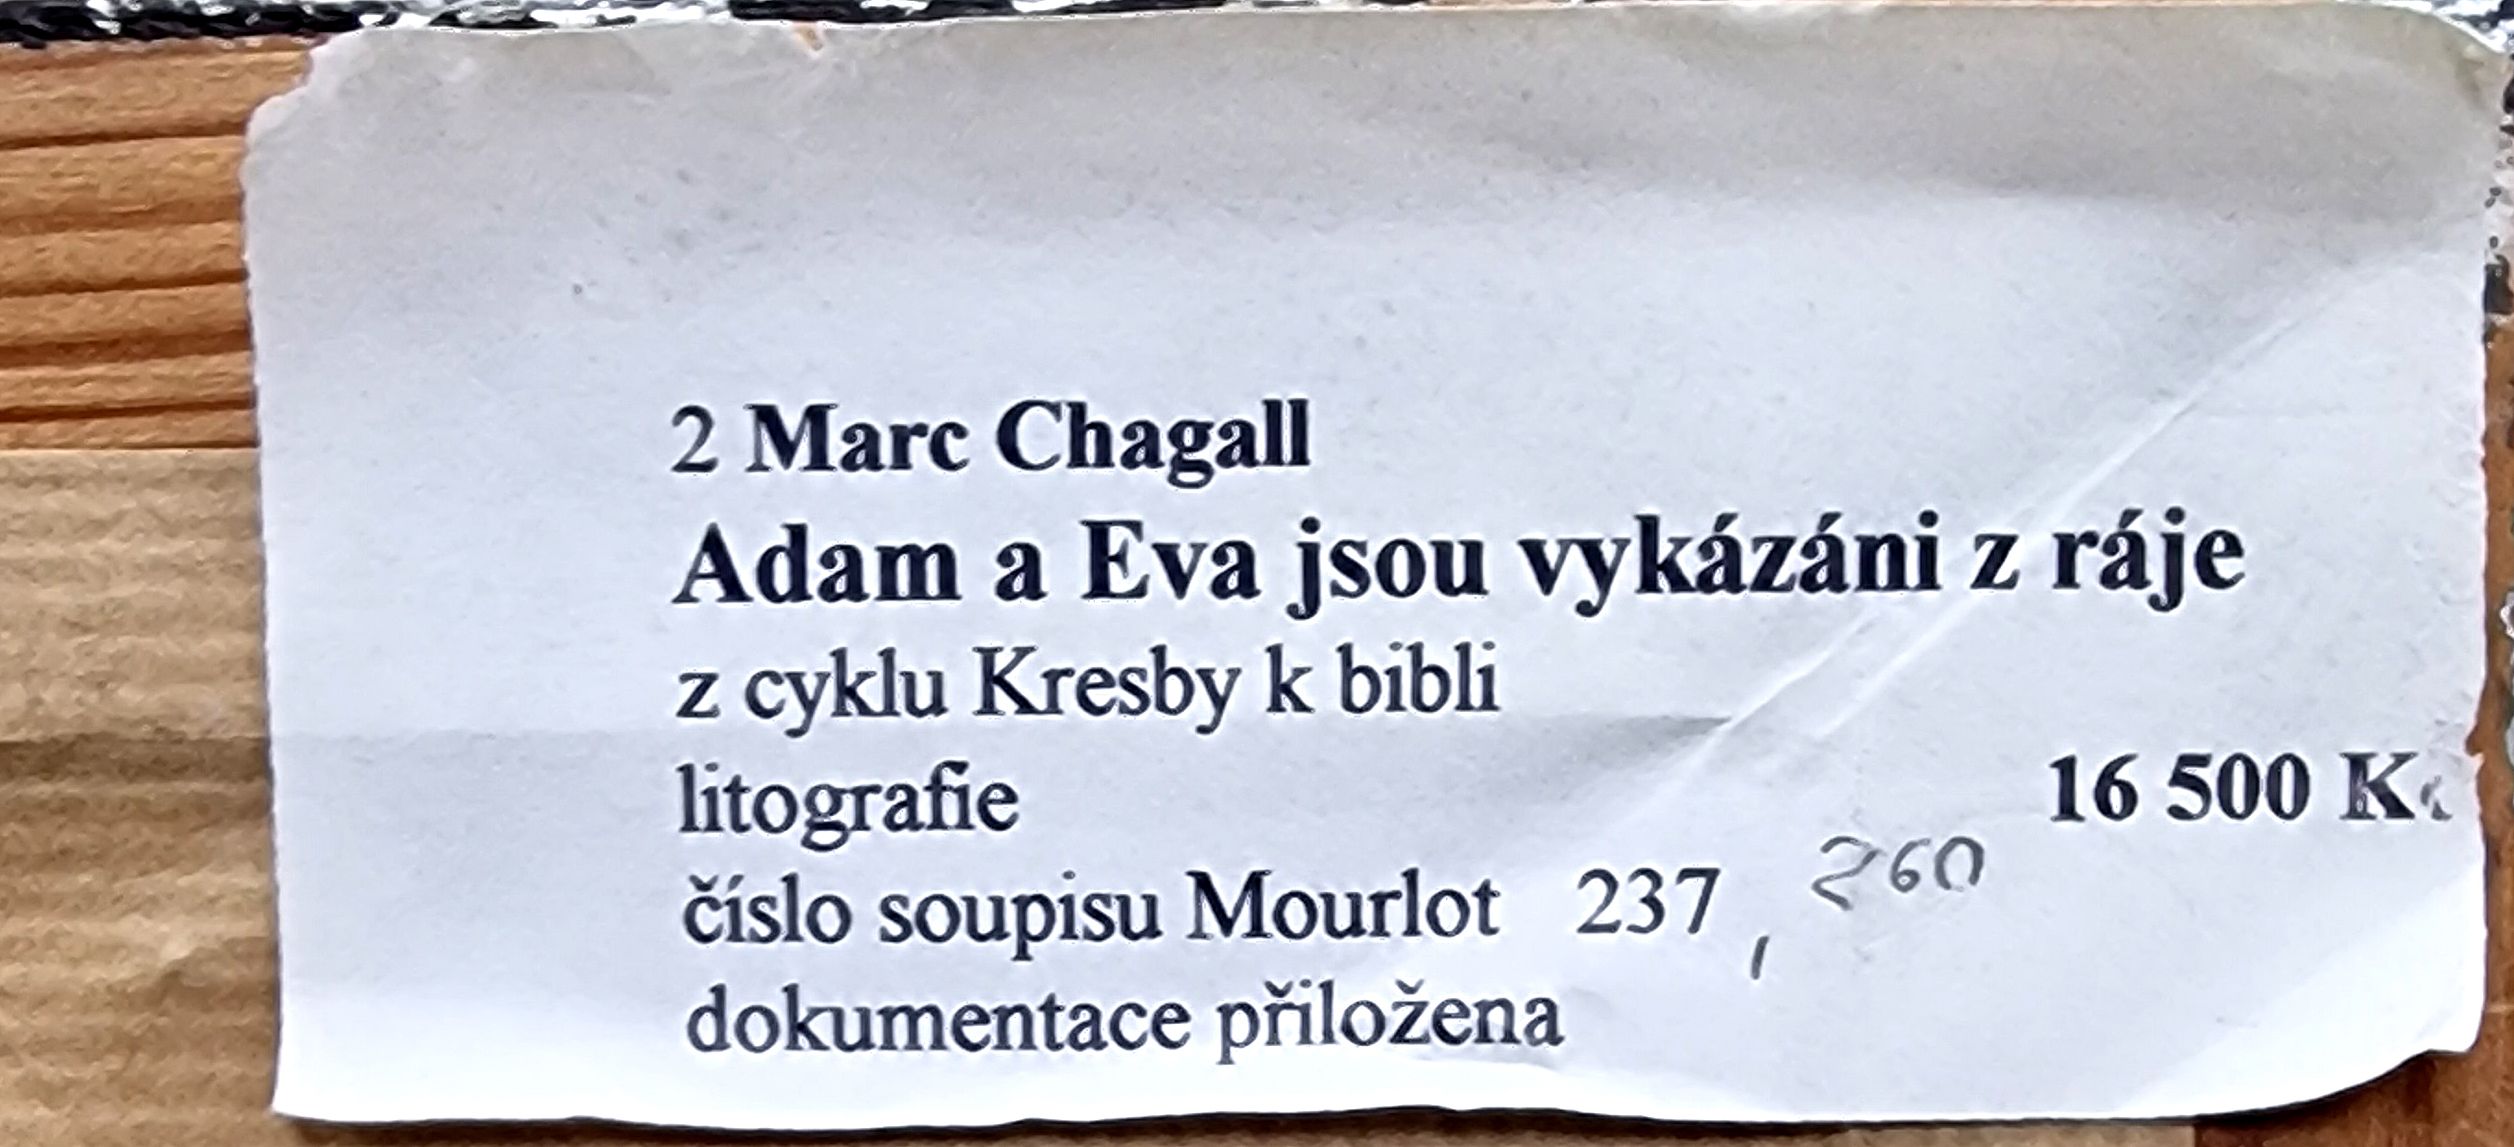 2 Marc Chagall
Adam a Eva jsou vykázáni z ráje
z cyklu Kresby k bibli
litografie
16 500 Kč
číslo soupisu Mourlot 237, 260
dokumentace přiložena